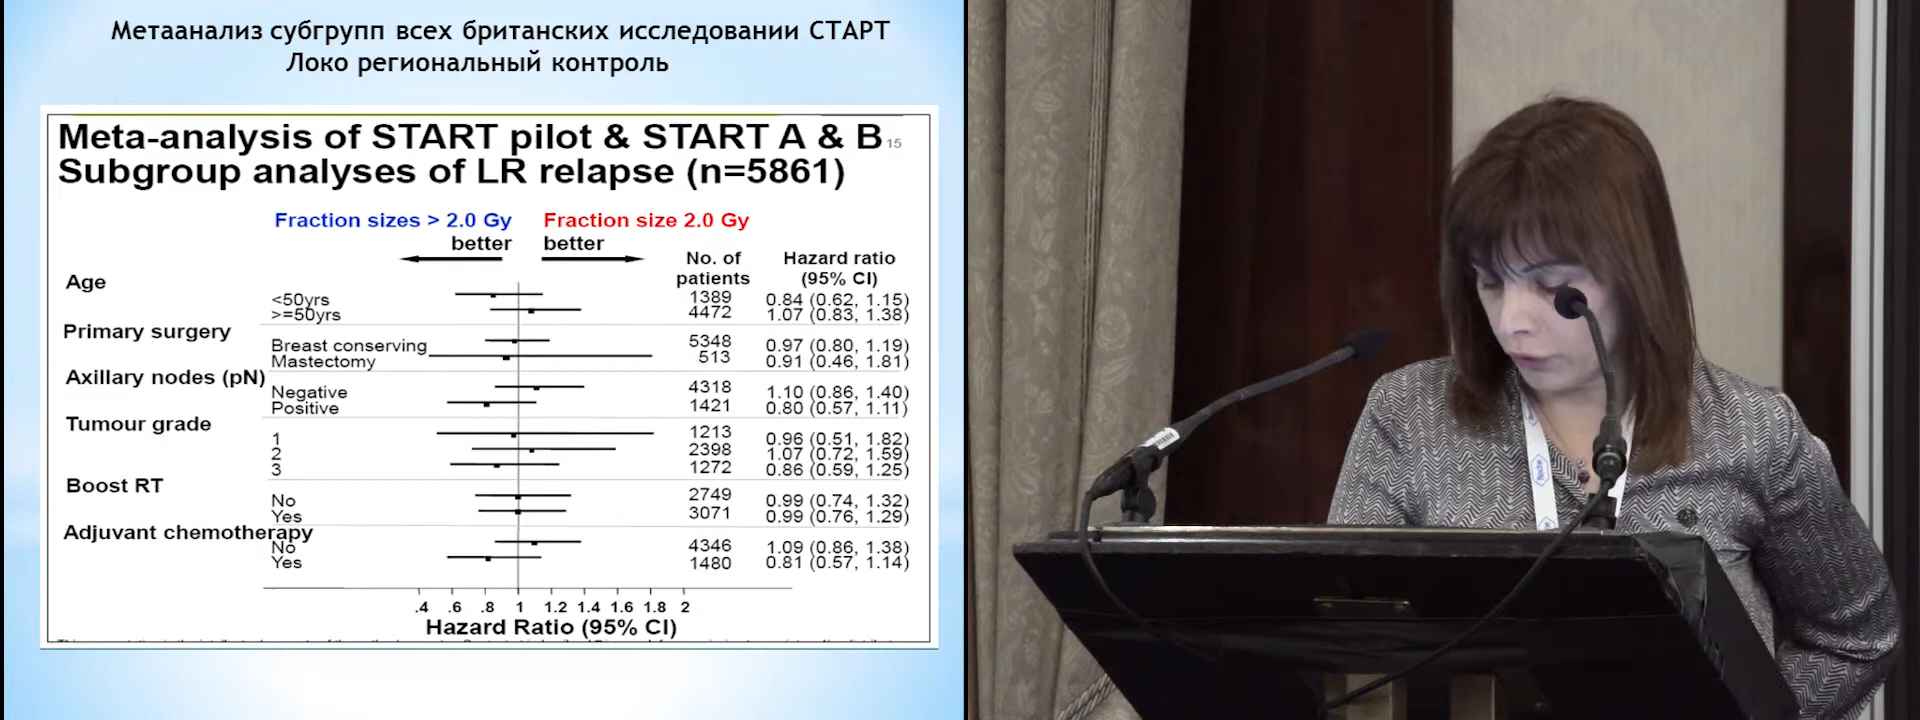 Метаанализ субгрупп всех британских исследовании СТАРТ
Локо региональный контроль
Meta-analysis of START pilot & START A & B 15
Subgroup analyses of LR relapse (n=5861)
Fraction sizes > 2.0 Gy Fraction size 2.0 Gy
better better
No. of patients Hazard ratio (95% CI)
Age
<50yrs 1389 0.84 (0.62, 1.15)
>=50yrs 4472 1.07 (0.83, 1.38)
Primary surgery
Breast conserving 5348 0.97 (0.80, 1.19)
Mastectomy 513 0.91 (0.46, 1.81)
Axillary nodes (pN)
Negative 4318 1.10 (0.86, 1.40)
Positive 1421 0.80 (0.57, 1.11)
Tumour grade
1 1213 0.96 (0.51, 1.82)
2 2398 1.07 (0.72, 1.59)
3 1272 0.86 (0.59, 1.25)
Boost RT
No 2749 0.99 (0.74, 1.32)
Yes 3071 0.99 (0.76, 1.29)
Adjuvant chemotherapy
No 4346 1.09 (0.86, 1.38)
Yes 1480 0.81 (0.57, 1.14)
.4 .6 .8 1 1.2 1.4 1.6 1.8 2
Hazard Ratio (95% CI)
Roche